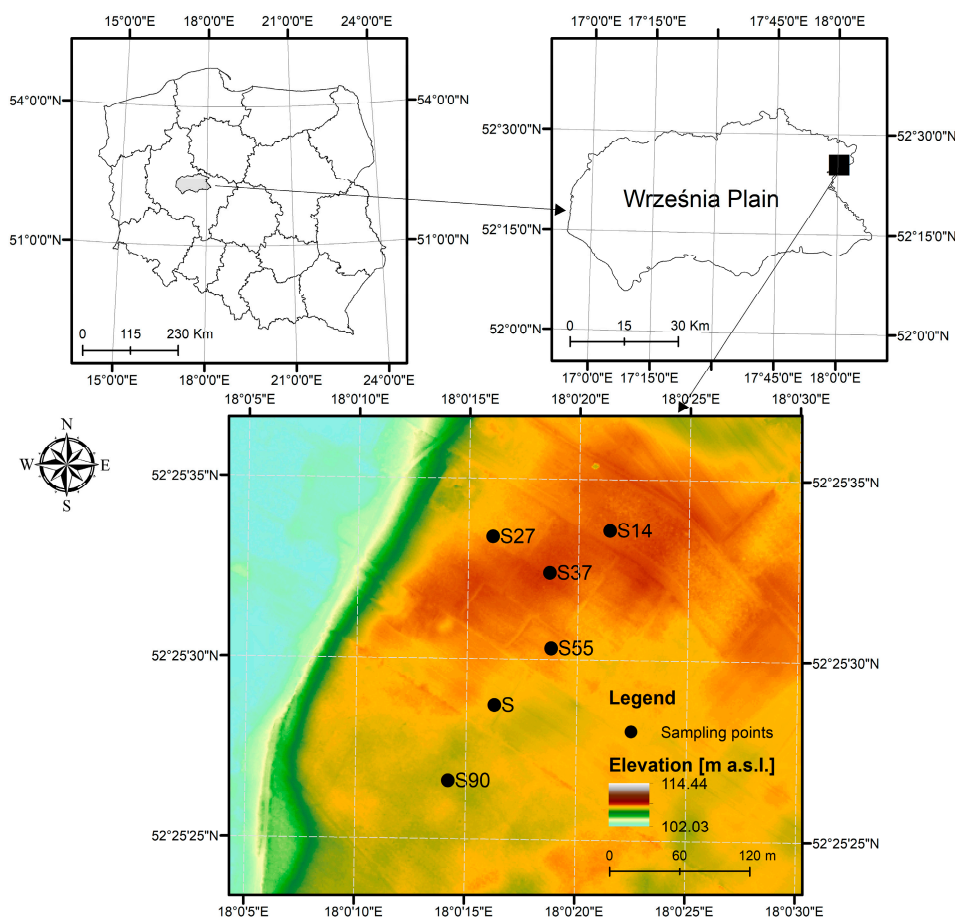 15°0'0"E 18°0'0"E 21°0'0"E 24°0'0"E
54°0'0"N 54°0'0"N
51°0'0"N 51°0'0"N
0 115 230 Km
15°0'0"E 18°0'0"E 21°0'0"E 24°0'0"E
17°0'0"E 17°15'0"E 17°45'0"E 18°0'0"E
52°30'0"N 52°30'0"N
Września Plain
52°15'0"N 52°15'0"N
52°0'0"N 52°0'0"N
0 15 30 Km
17°0'0"E 17°15'0"E 17°45'0"E 18°0'0"E
18°0'5"E 18°0'10"E 18°0'15"E 18°0'20"E 18°0'25"E 18°0'30"E
N
W E
S
52°25'35"N 52°25'35"N
S27 S14
S37
S55
52°25'30"N 52°25'30"N
S
S90
Legend
Sampling points
Elevation [m a.s.l.]
114.44
102.03
52°25'25"N 52°25'25"N
0 60 120 m
18°0'5"E 18°0'10"E 18°0'15"E 18°0'20"E 18°0'25"E 18°0'30"E